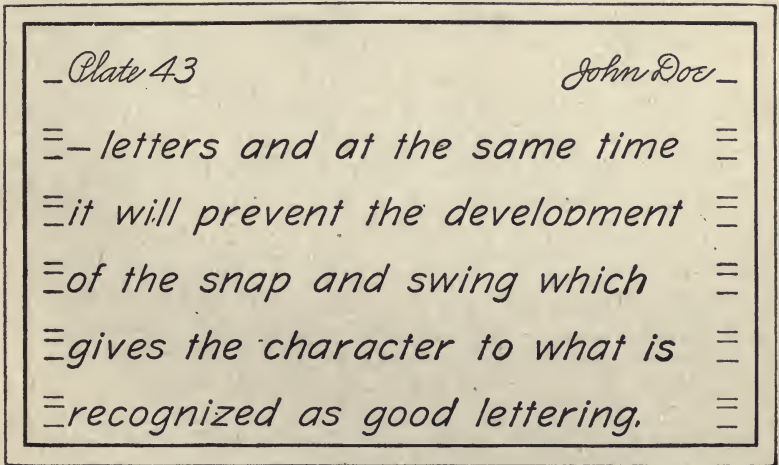 Plate 43 John Doe
– letters and at the same time
it will prevent the development
of the snap and swing which
gives the character to what is
recognized as good lettering.